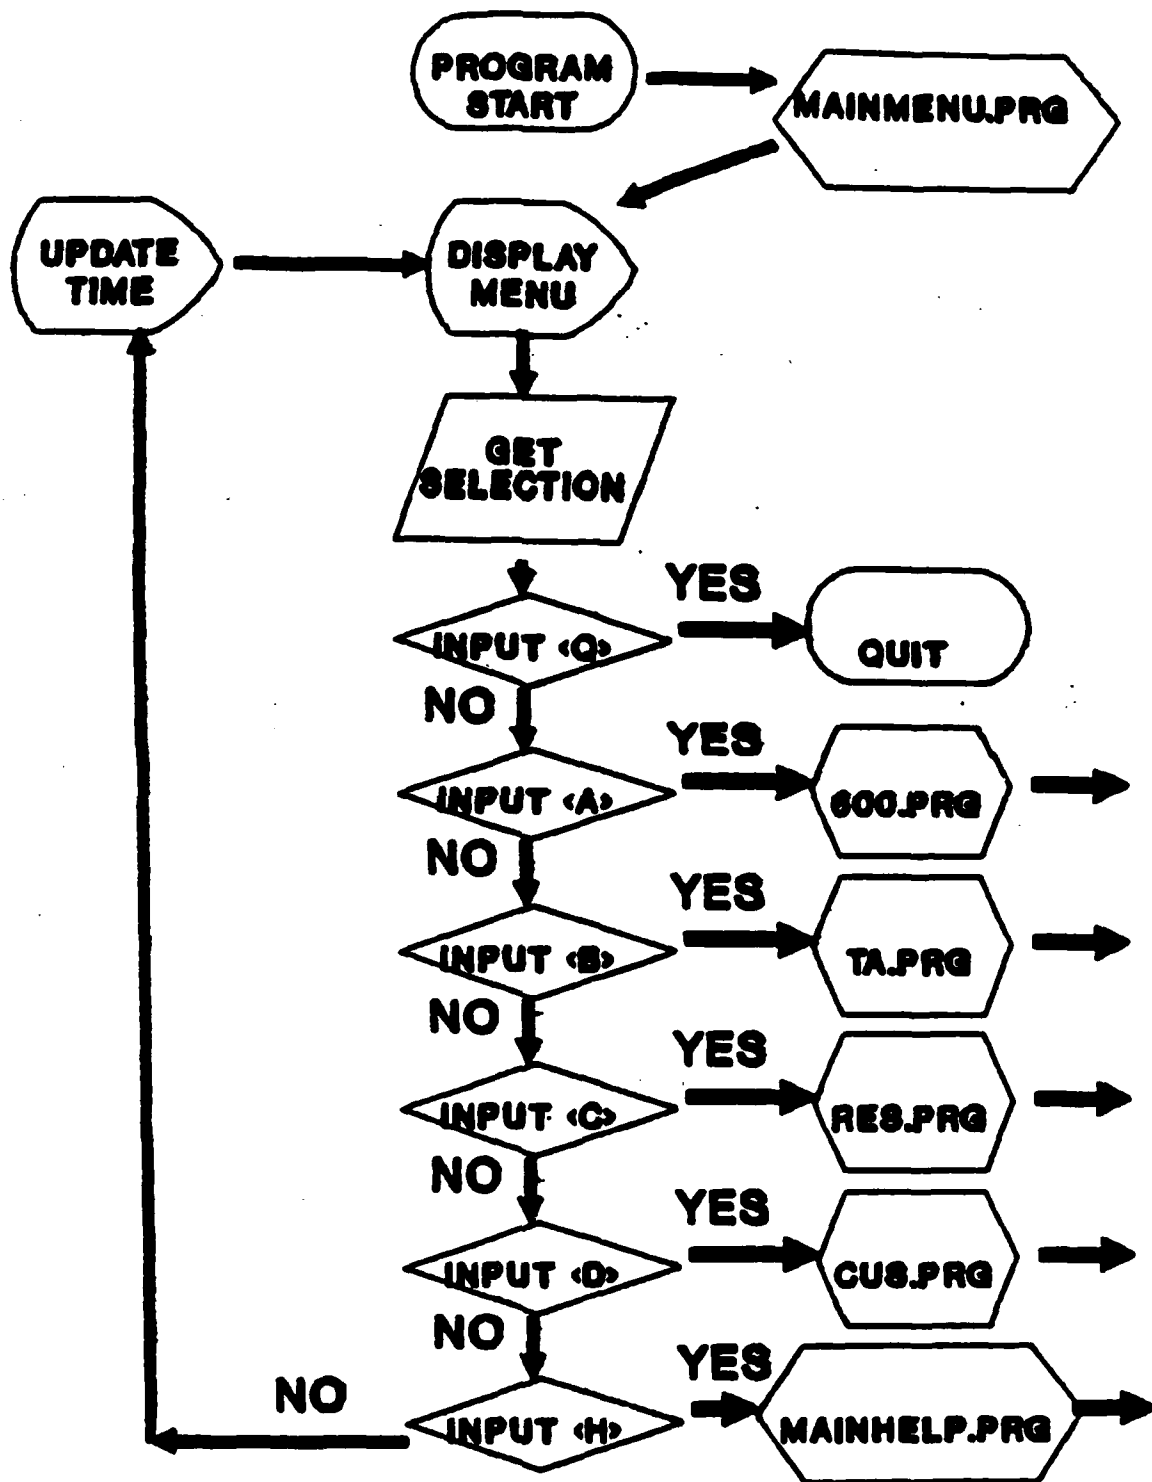 PROGRAM
START
MAINMENU.PRG
UPDATE
TIME
DISPLAY
MENU
GET
SELECTION
YES
INPUT <Q>
QUIT
NO
YES
INPUT <A>
600.PRG
NO
YES
INPUT <B>
TA.PRG
NO
YES
INPUT <C>
RES.PRG
NO
YES
INPUT <D>
CUS.PRG
NO
YES
NO
INPUT <H>
MAINHELP.PRG